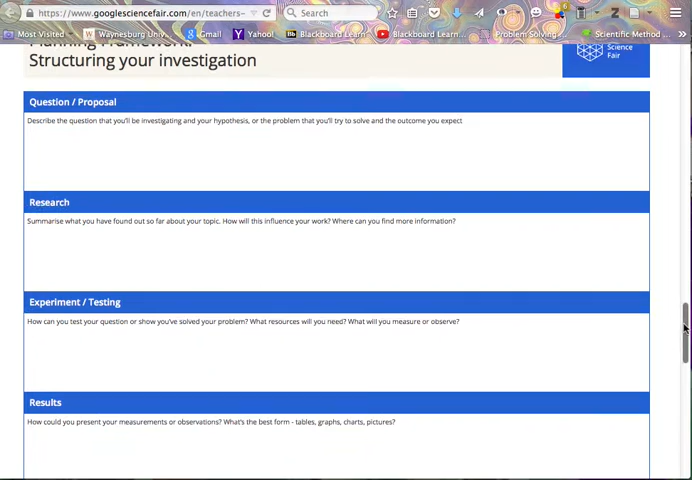 https://www.googlesciencefair.com/en/teachers-
Search
6
Most Visited
Waynesburg Univ...
Gmail
Yahoo!
Blackboard Learn
Blackboard Learn...
Problem Solving...
Scientific Method ...
Planning Framework:
Structuring your investigation
Science
Fair
Question / Proposal
Describe the question that you'll be investigating and your hypothesis, or the problem that you'll try to solve and the outcome you expect
Research
Summarise what you have found out so far about your topic. How will this influence your work? Where can you find more information?
Experiment / Testing
How can you test your question or show you've solved your problem? What resources will you need? What will you measure or observe?
Results
How could you present your measurements or observations? What's the best form - tables, graphs, charts, pictures?